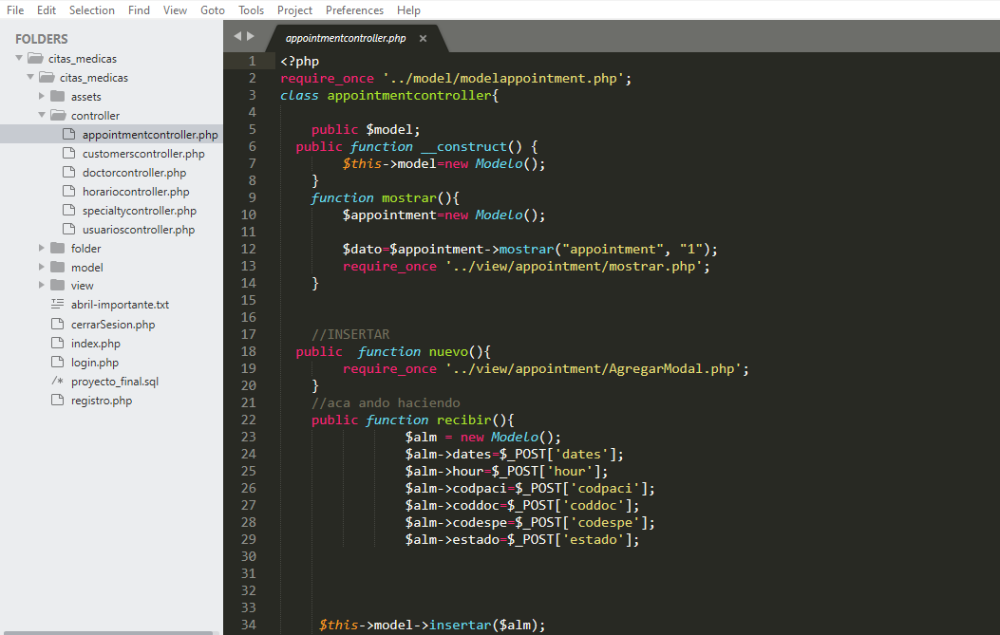 File Edit Selection Find View Goto Tools Project Preferences Help
FOLDERS
citas_medicas
citas_medicas
assets
controller
appointmentcontroller.php
customerscontroller.php
doctorcontroller.php
horariocontroller.php
specialtycontroller.php
usuarioscontroller.php
folder
model
view
abril-importante.txt
cerrarSesion.php
index.php
login.php
/* proyecto_final.sql
registro.php
appointmentcontroller.php ×
1 <?php
2 require_once '../model/modelappointment.php';
3 class appointmentcontroller{
4
5 public $model;
6 public function __construct() {
7 $this->model=new Modelo();
8 }
9 function mostrar(){
10 $appointment=new Modelo();
11
12 $dato=$appointment->mostrar("appointment", "1");
13 require_once '../view/appointment/mostrar.php';
14 }
15
16
17 //INSERTAR
18 public  function nuevo(){
19 require_once '../view/appointment/AgregarModal.php';
20 }
21 //aca ando haciendo
22 public function recibir(){
23 $alm = new Modelo();
24 $alm->dates=$_POST['dates'];
25 $alm->hour=$_POST['hour'];
26 $alm->codpaci=$_POST['codpaci'];
27 $alm->coddoc=$_POST['coddoc'];
28 $alm->codespe=$_POST['codespe'];
29 $alm->estado=$_POST['estado'];
30
31
32
33
34 $this->model->insertar($alm);